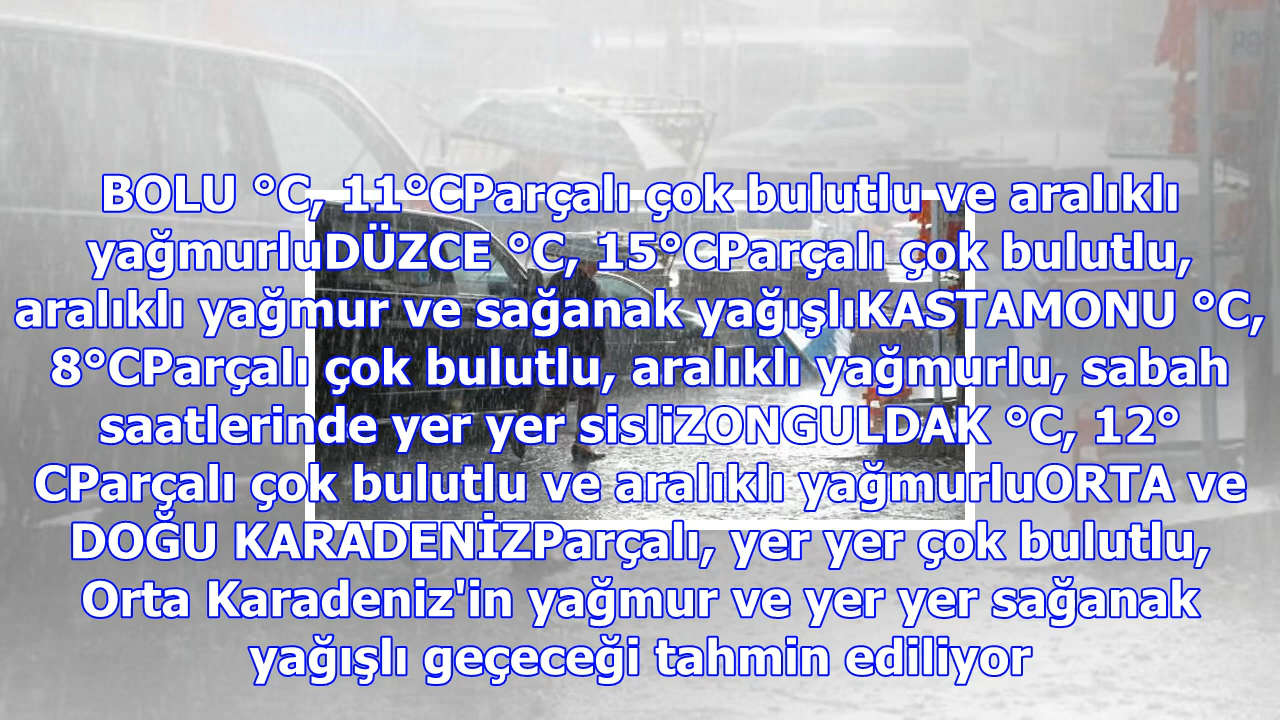 BOLU °C, 11°CParçalı çok bulutlu ve aralıklı
yağmurluDÜZCE °C, 15°CParçalı çok bulutlu,
aralıklı yağmur ve sağanak yağışlıKASTAMONU °C,
8°CParçalı çok bulutlu, aralıklı yağmurlu, sabah
saatlerinde yer yer sisliZONGULDAK °C, 12°
CParçalı çok bulutlu ve aralıklı yağmurluORTA ve
DOĞU KARADENİZParçalı, yer yer çok bulutlu,
Orta Karadeniz'in yağmur ve yer yer sağanak
yağışlı geçeceği tahmin ediliyor